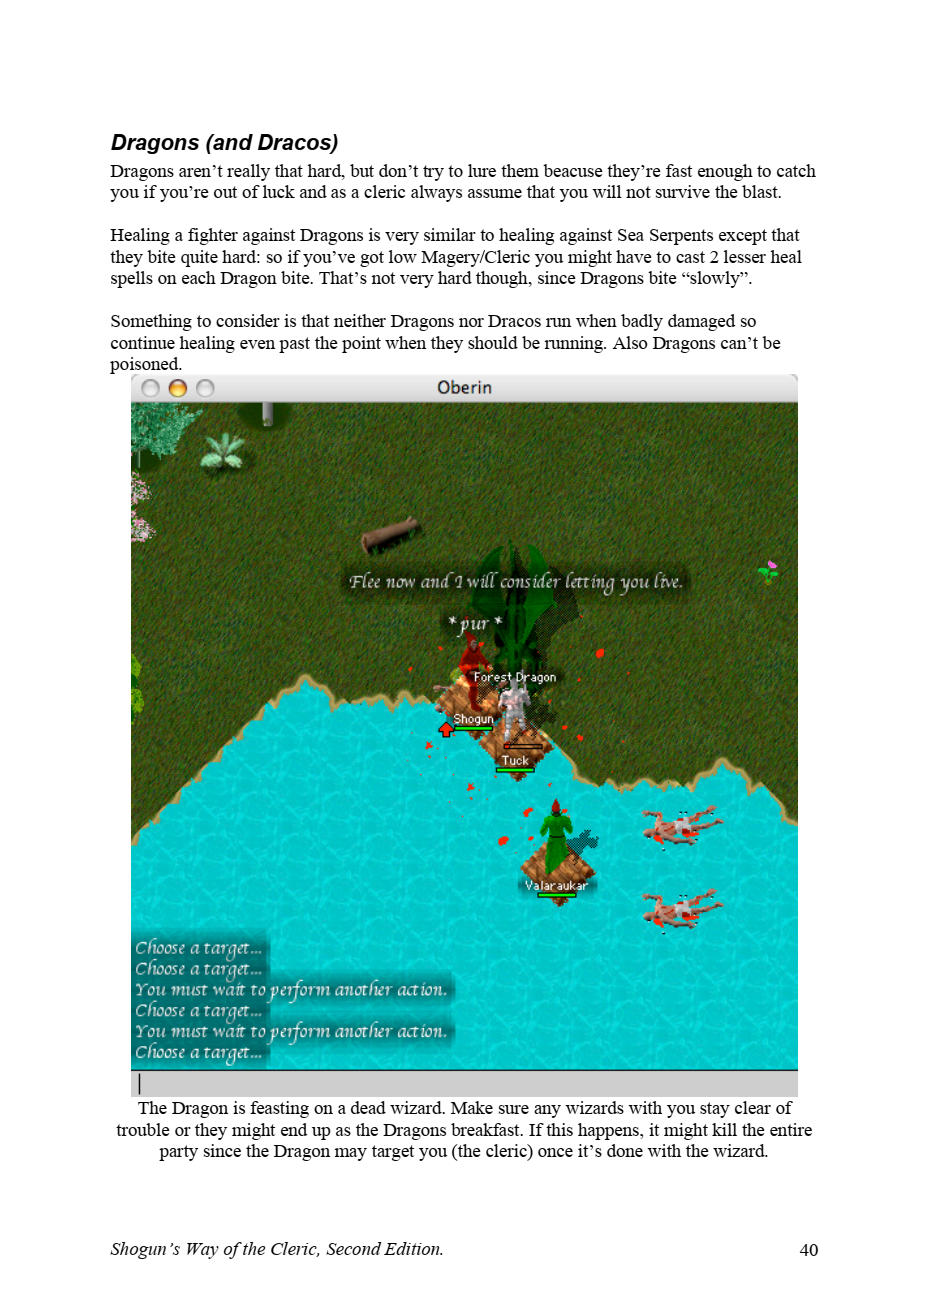 Dragons (and Dracos)
Dragons aren’t really that hard, but don’t try to lure them beacuse they’re fast enough to catch
you if you’re out of luck and as a cleric always assume that you will not survive the blast.
Healing a fighter against Dragons is very similar to healing against Sea Serpents except that
they bite quite hard: so if you’ve got low Magery/Cleric you might have to cast 2 lesser heal
spells on each Dragon bite. That’s not very hard though, since Dragons bite “slowly”.
Something to consider is that neither Dragons nor Dracos run when badly damaged so
continue healing even past the point when they should be running. Also Dragons can’t be
poisoned.
Oberin
Flee now and I will consider letting you live.
*pur*
Forest Dragon
Shogun
Tuck
Valaraukar
Choose a target...
Choose a target...
You must wait to perform another action.
Choose a target...
You must wait to perform another action.
Choose a target...
The Dragon is feasting on a dead wizard. Make sure any wizards with you stay clear of
trouble or they might end up as the Dragons breakfast. If this happens, it might kill the entire
party since the Dragon may target you (the cleric) once it’s done with the wizard.
Shogun’s Way of the Cleric, Second Edition. 40